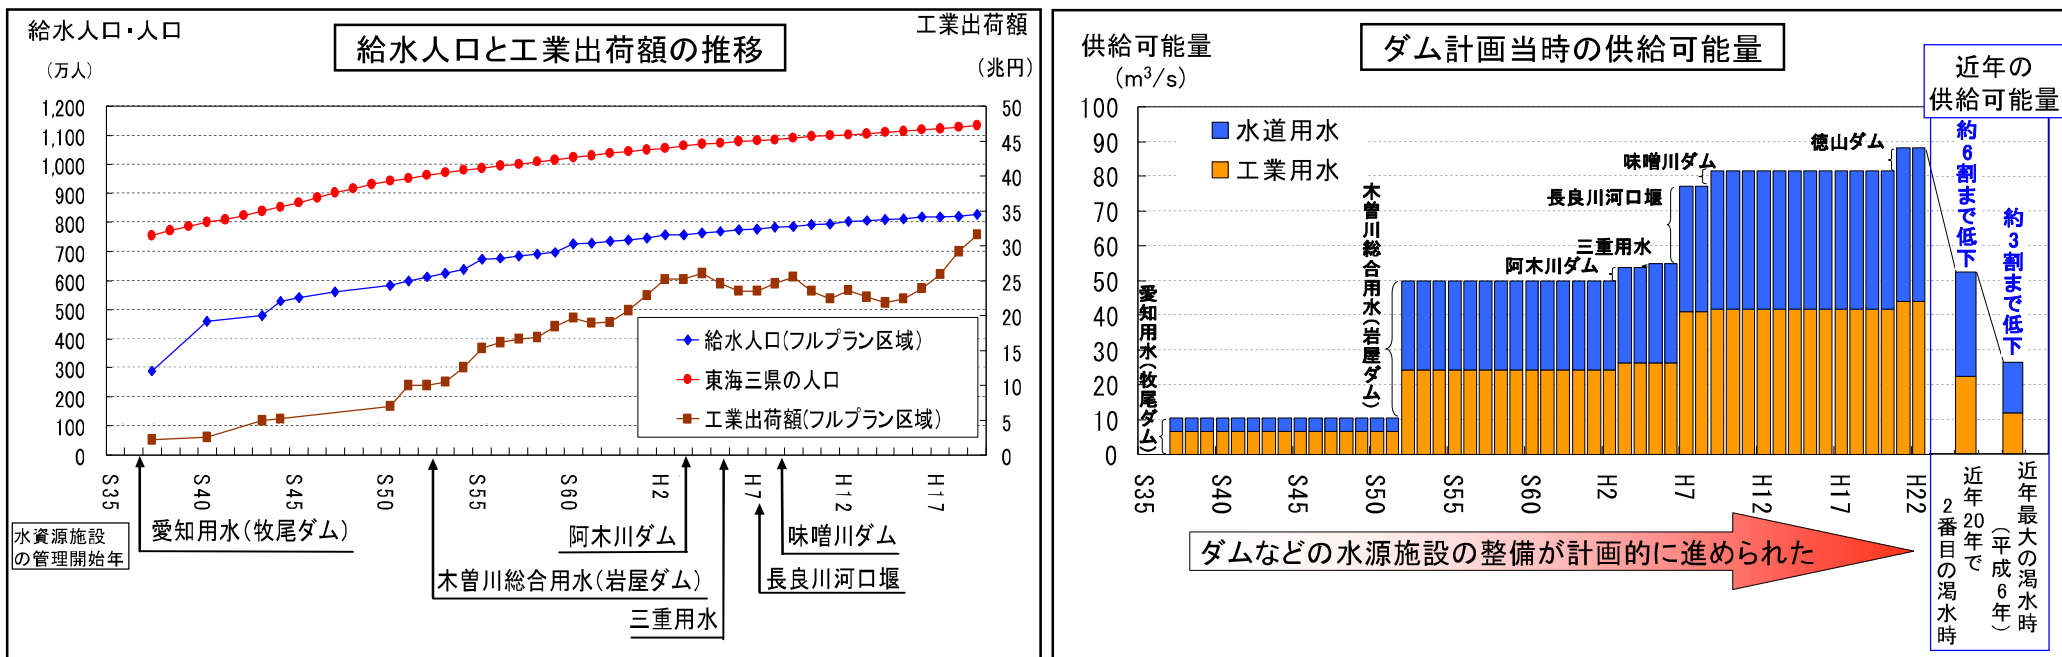 給水人口・人口
(万人)
給水人口と工業出荷額の推移
工業出荷額
(兆円)
1,200
1,100
1,000
900
800
700
600
500
400
300
200
100
0
50
45
40
35
30
25
20
15
10
5
0
給水人口(フルプラン区域)
東海三県の人口
工業出荷額(フルプラン区域)
S35
S40
S45
S50
S55
S60
H2
H7
H12
H17
水資源施設
の管理開始年
愛知用水(牧尾ダム)
木曽川総合用水(岩屋ダム)
阿木川ダム
三重用水
長良川河口堰
味噌川ダム
供給可能量
(m³/s)
ダム計画当時の供給可能量
近年の
供給可能量
100
90
80
70
60
50
40
30
20
10
0
水道用水
工業用水
愛知用水(牧尾ダム)
木曽川総合用水(岩屋ダム)
阿木川ダム
三重用水
長良川河口堰
味噌川ダム
徳山ダム
約6割まで低下
約3割まで低下
S35
S40
S45
S50
S55
S60
H2
H7
H12
H17
H22
近年20年で
2番目の渇水時
近年最大の渇水時
(平成6年)
ダムなどの水源施設の整備が計画的に進められた